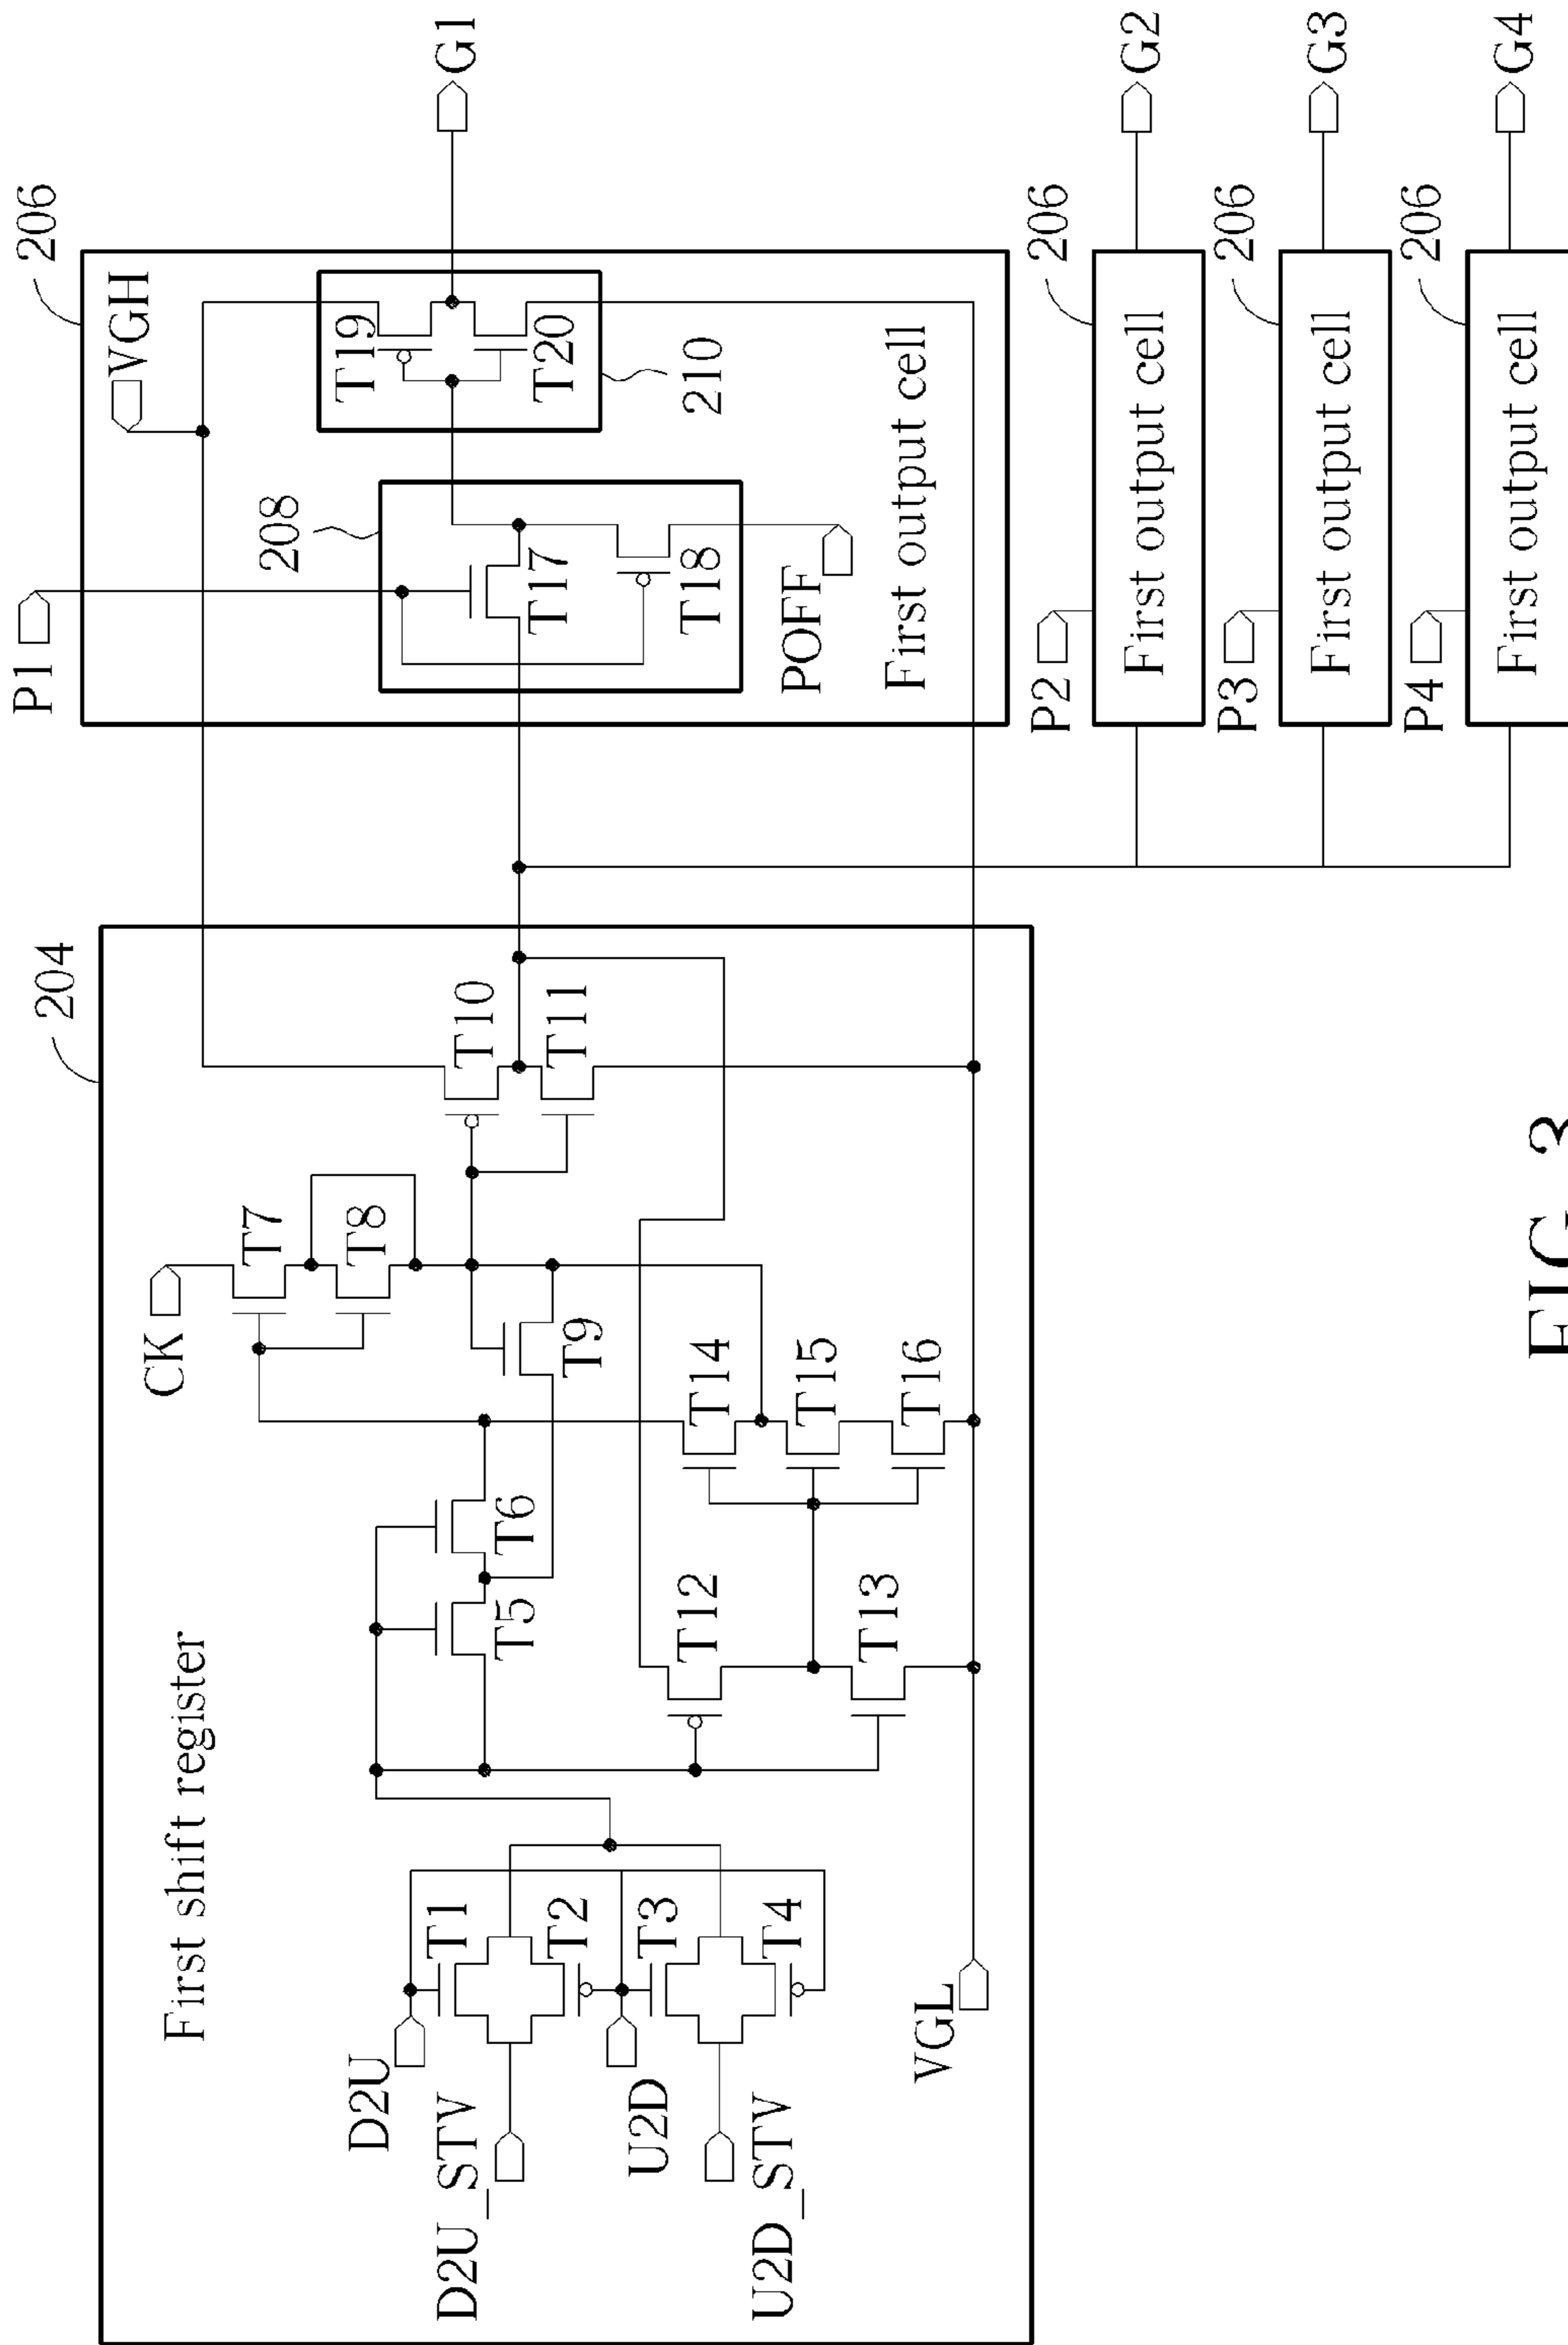 First shift register
204
D2U
D2U_STV
U2D
U2D_STV
VGL
T1
T2
T3
T4
T5
T6
CK
T7
T8
T9
T10
T11
T12
T13
T14
T15
T16
P1
206
VGH
208
T17
T18
POFF
T19
T20
210
First output cell
G1
P2
206
First output cell
G2
P3
206
First output cell
G3
P4
206
First output cell
G4
FIG. 3